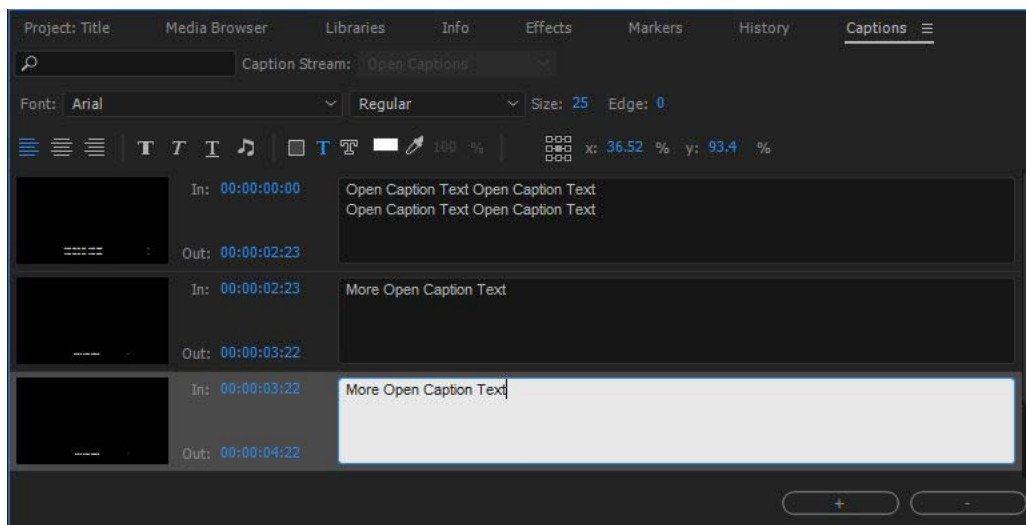 Project: Title Media Browser Libraries Info Effects Markers History Captions
Caption Stream: Open Captions
Font: Arial Regular Size: 25 Edge: 0
T T T T T 100 % x: 36.52 % y: 93.4 %
In: 00:00:00:00 Open Caption Text Open Caption Text
Open Caption Text Open Caption Text
Out: 00:00:02:23
In: 00:00:02:23 More Open Caption Text
Out: 00:00:03:22
In: 00:00:03:22 More Open Caption Text
Out: 00:00:04:22
+ -